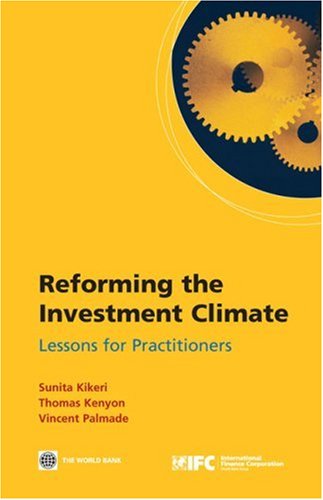 Reforming the
Investment Climate
Lessons for Practitioners
Sunita Kikeri
Thomas Kenyon
Vincent Palmade
THE WORLD BANK
IFC
International
Finance Corporation